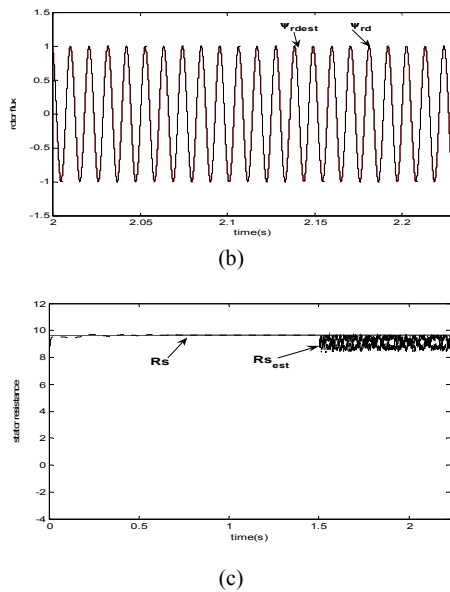 Ψrdest Ψrd
1.5
1
0.5
0
-0.5
-1
-1.5
rotor flux
2 2.05 2.1 2.15 2.2
time(s)
(b)
12
10
8
6
4
2
0
-2
-4
stator resistance
Rs
Rsest
0 0.5 1 1.5 2
time(s)
(c)